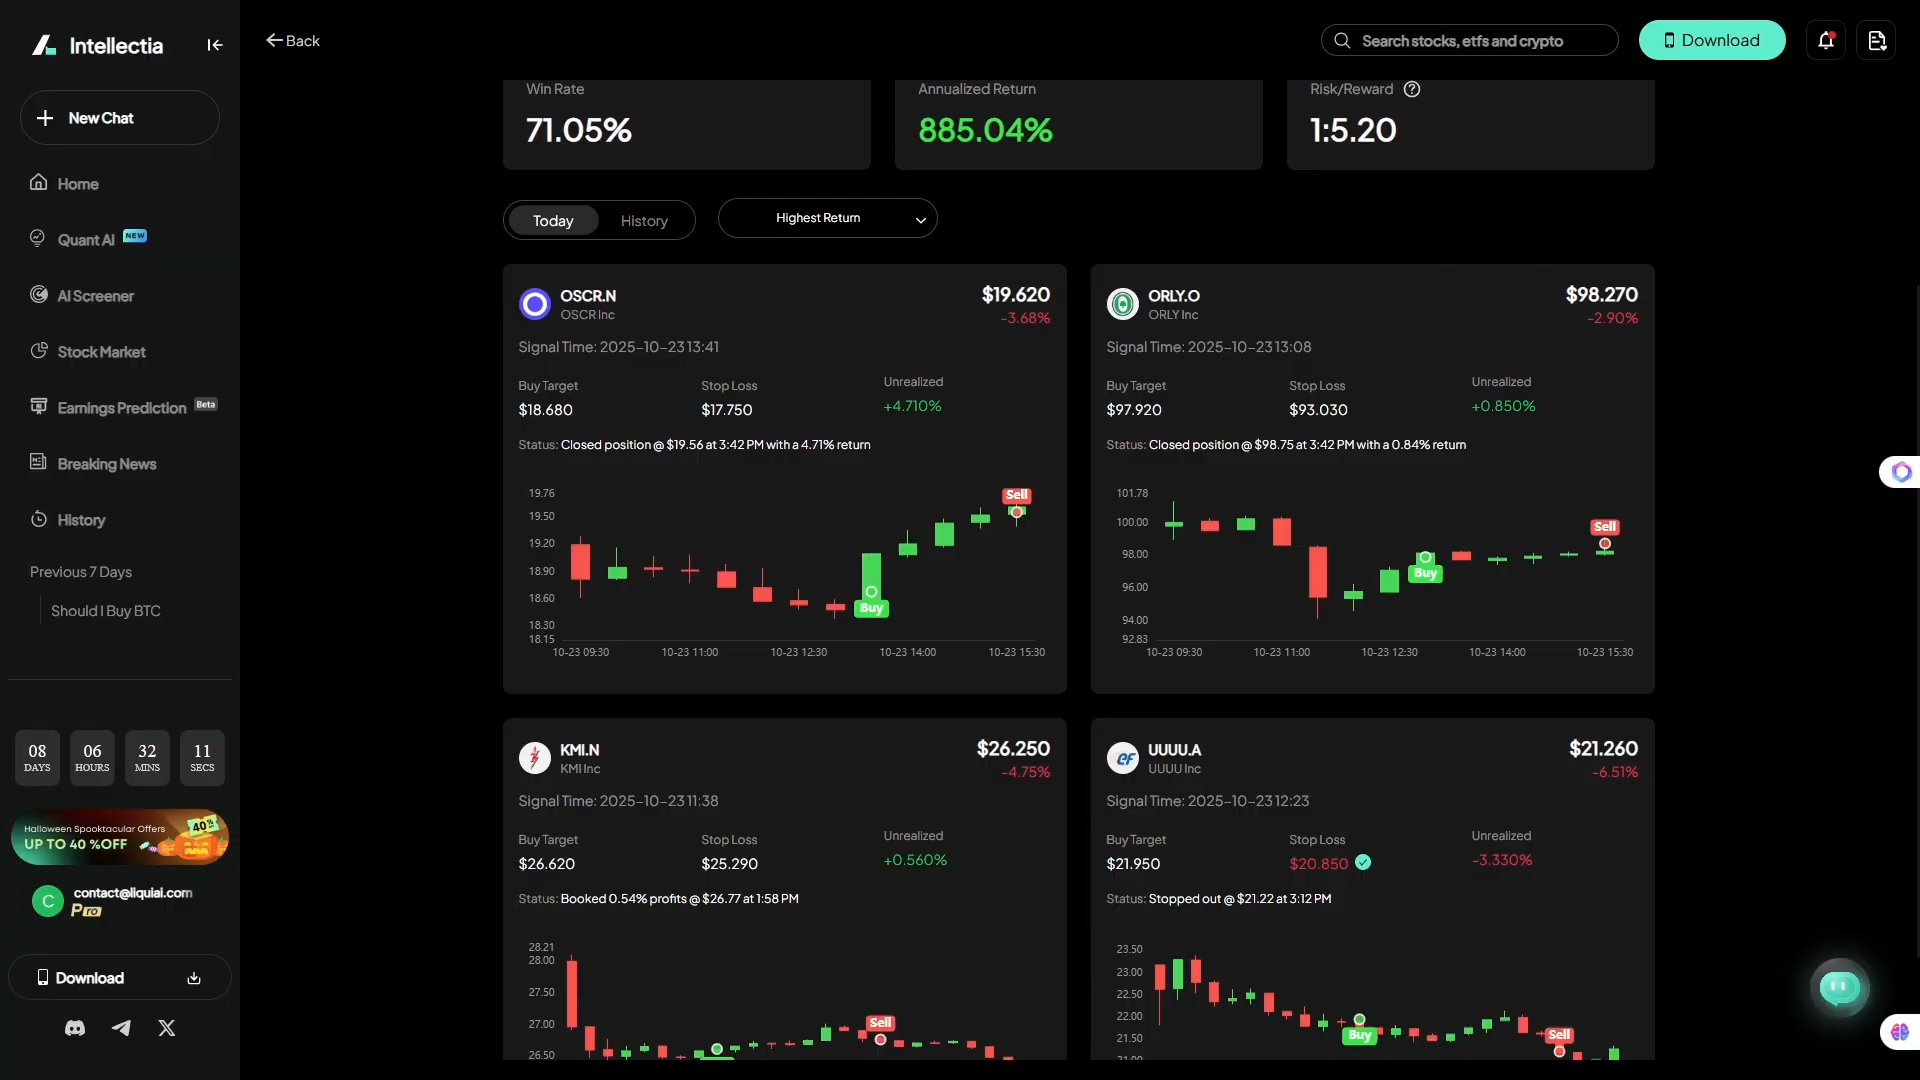 Intellectia
Back
Search stocks, etfs and crypto
Download
New Chat
Home
Quant AI NEW
AI Screener
Stock Market
Earnings Prediction Beta
Breaking News
History
Previous 7 Days
Should I Buy BTC
08 DAYS
06 HOURS
32 MINS
11 SECS
Halloween Spooktacular Offers
UP TO 40 %OFF
40%
C
contact@liquiai.com
Pro
Download
Win Rate
71.05%
Annualized Return
885.04%
Risk/Reward ?
1:5.20
Today
History
Highest Return
OSCR.N
OSCR Inc
$19.620
-3.68%
Signal Time: 2025-10-23 13:41
Buy Target
$18.680
Stop Loss
$17.750
Unrealized
+4.710%
Status: Closed position @ $19.56 at 3:42 PM with a 4.71% return
19.76
19.50
19.20
18.90
18.60
18.30
18.15
Buy
Sell
10-23 09:30
10-23 11:00
10-23 12:30
10-23 14:00
10-23 15:30
ORLY.O
ORLY Inc
$98.270
-2.90%
Signal Time: 2025-10-23 13:08
Buy Target
$97.920
Stop Loss
$93.030
Unrealized
+0.850%
Status: Closed position @ $98.75 at 3:42 PM with a 0.84% return
101.78
100.00
98.00
96.00
94.00
92.83
Buy
Sell
10-23 09:30
10-23 11:00
10-23 12:30
10-23 14:00
10-23 15:30
KMI.N
KMI Inc
$26.250
-4.75%
Signal Time: 2025-10-23 11:38
Buy Target
$26.620
Stop Loss
$25.290
Unrealized
+0.560%
Status: Booked 0.54% profits @ $26.77 at 1:58 PM
28.21
28.00
27.50
27.00
26.50
Sell
UUUU.A
UUUU Inc
$21.260
-6.51%
Signal Time: 2025-10-23 12:23
Buy Target
$21.950
Stop Loss
$20.850
Unrealized
-3.330%
Status: Stopped out @ $21.22 at 3:12 PM
23.50
23.00
22.50
22.00
21.50
21.00
Buy
Sell